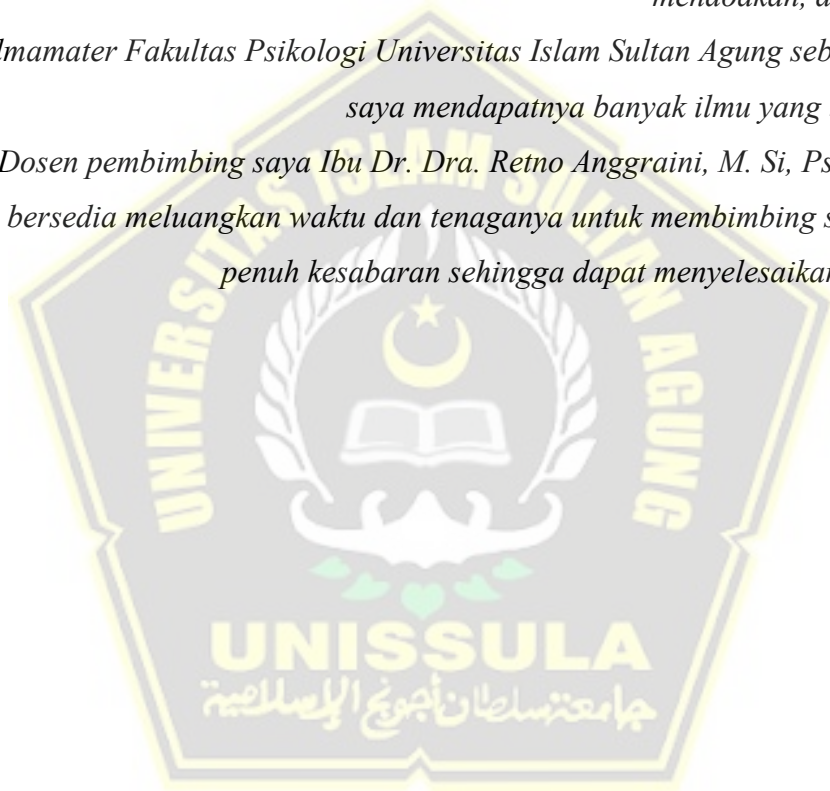 mendoakan,
lmamater Fakultas Psikologi Universitas Islam Sultan Agung seb
saya mendapatnya banyak ilmu yang
Dosen pembimbing saya Ibu Dr. Dra. Retno Anggraini, M. Si, Ps
bersedia meluangkan waktu dan tenaganya untuk membimbing s
penuh kesabaran sehingga dapat menyelesaikan
UNIVERSITAS ISLAM SULTAN AGUNG
UNISSULA
جامعة سلطان أجونج الإسلامية